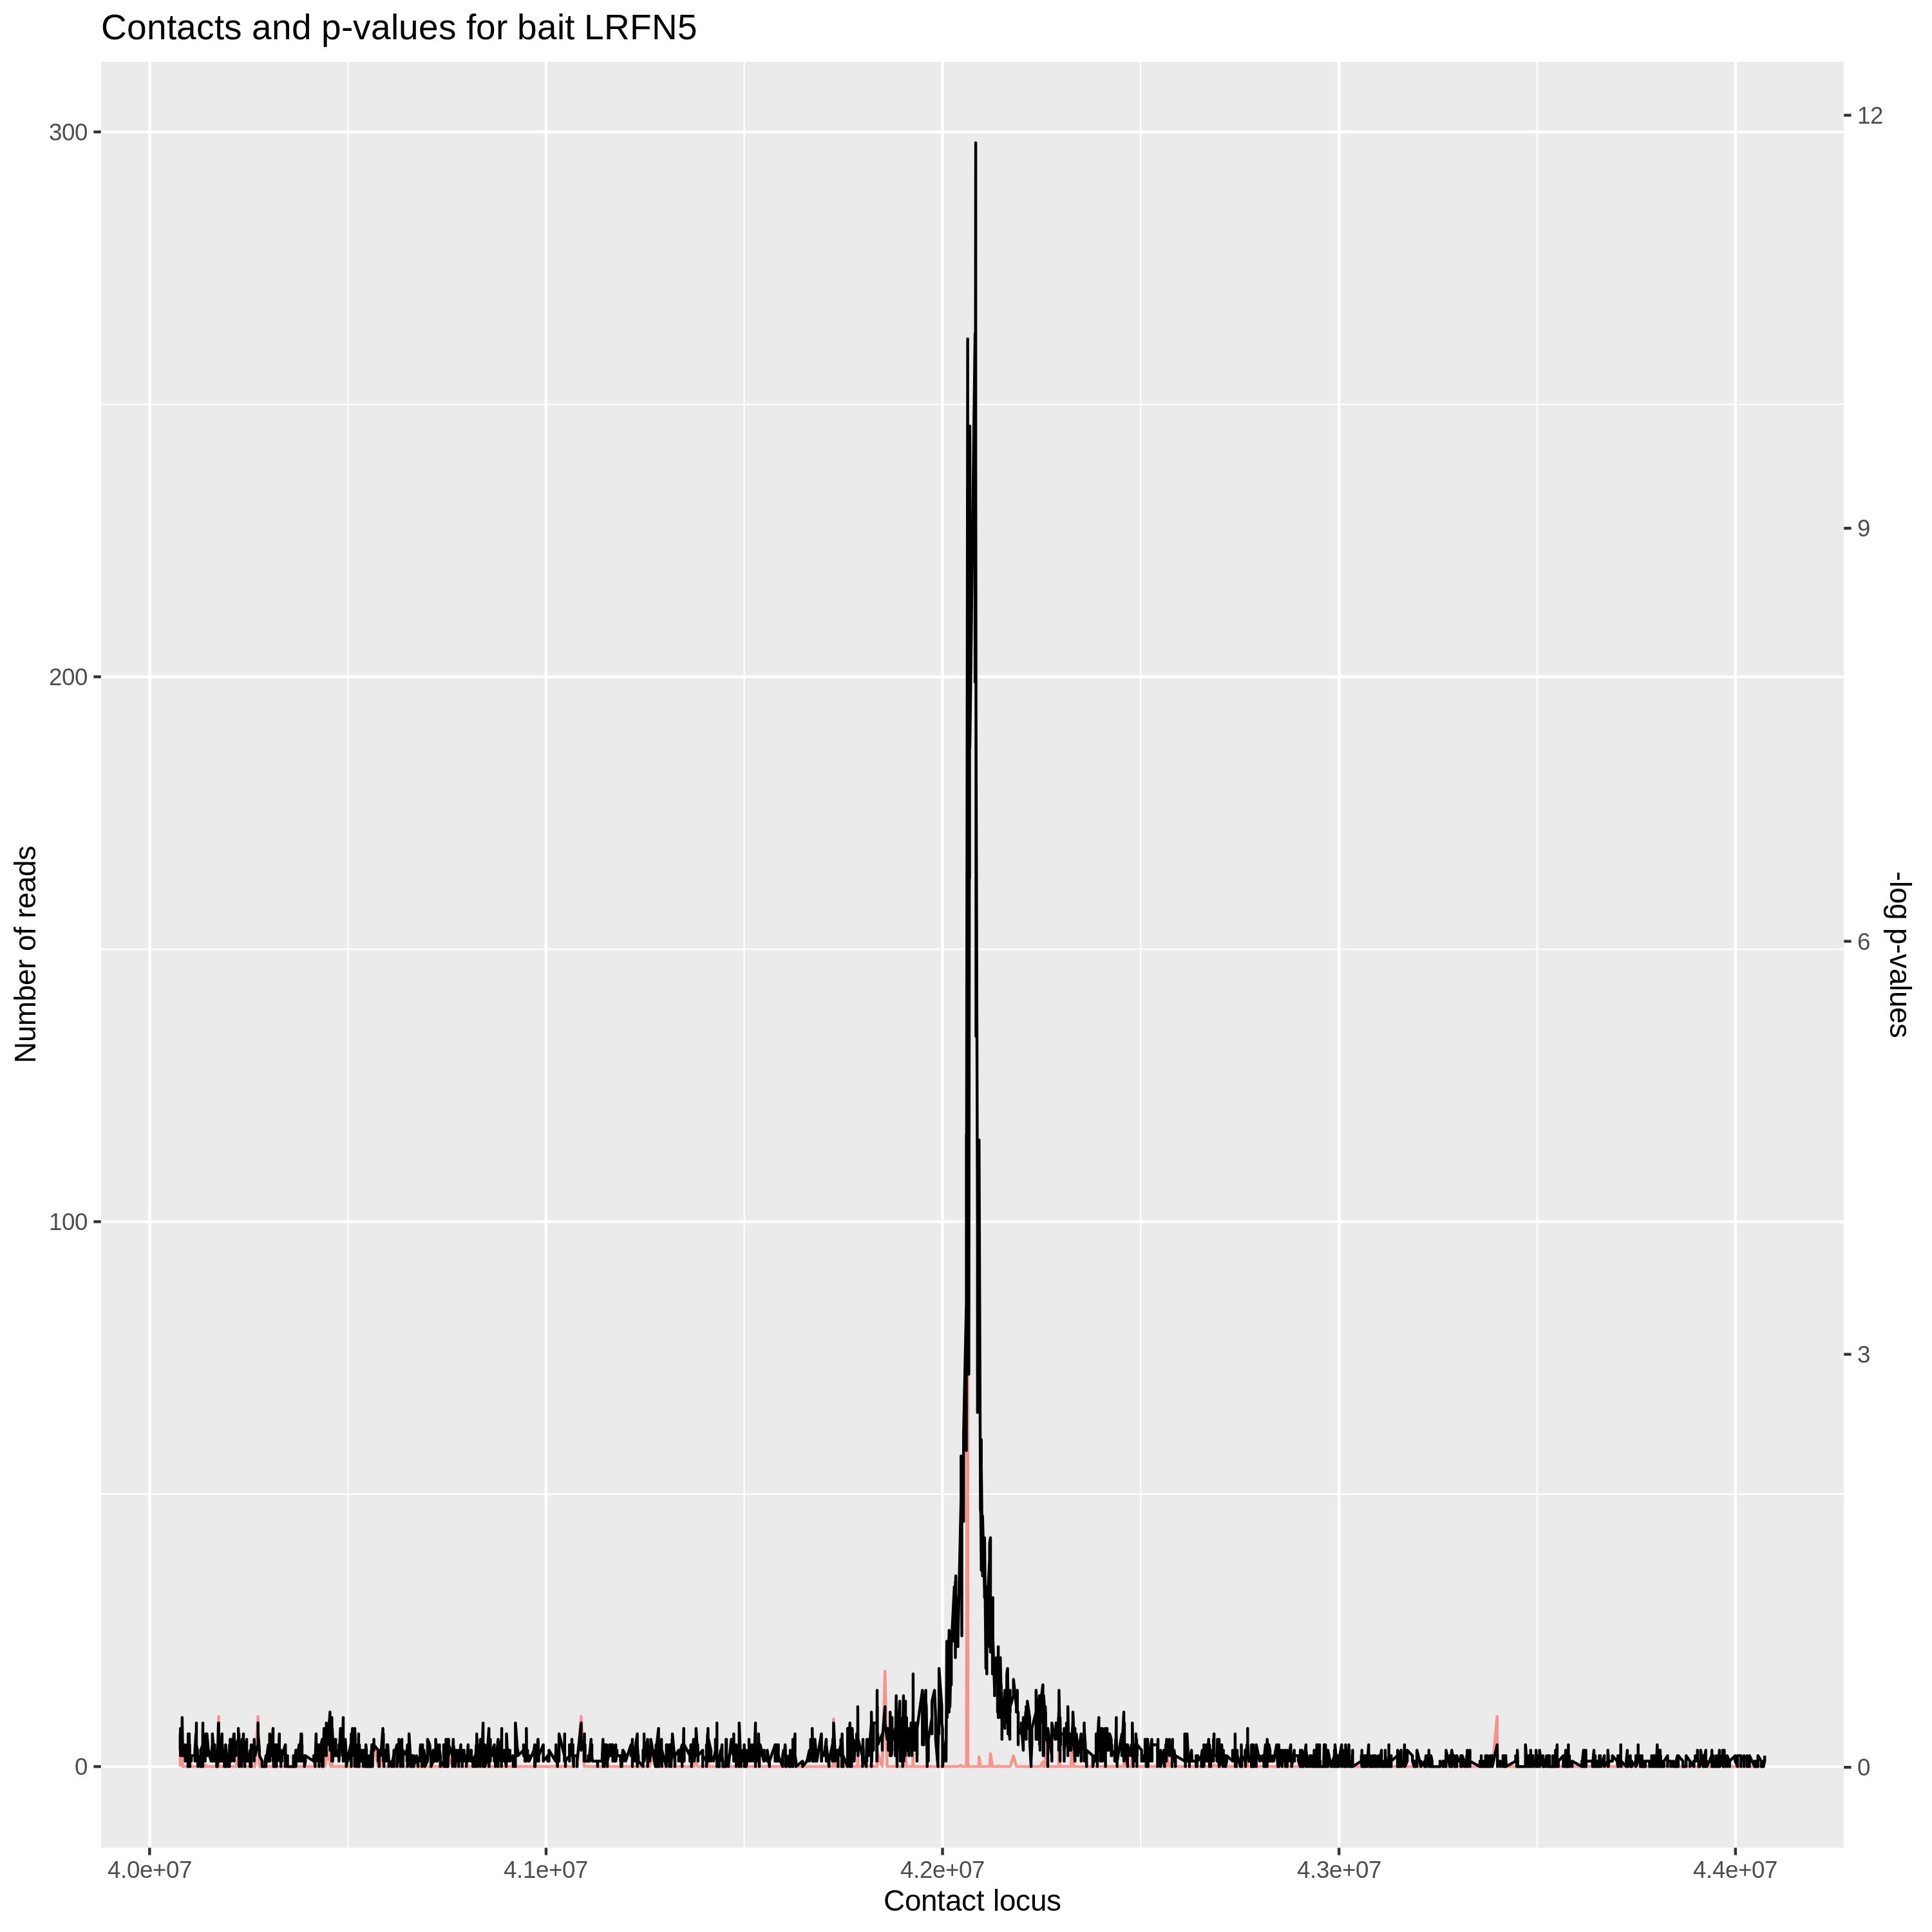 Contacts and p-values for bait LRFN5
300
200
100
0
Number of reads
12
9
6
3
0
-log p-values
4.0e+07
4.1e+07
4.2e+07
4.3e+07
4.4e+07
Contact locus